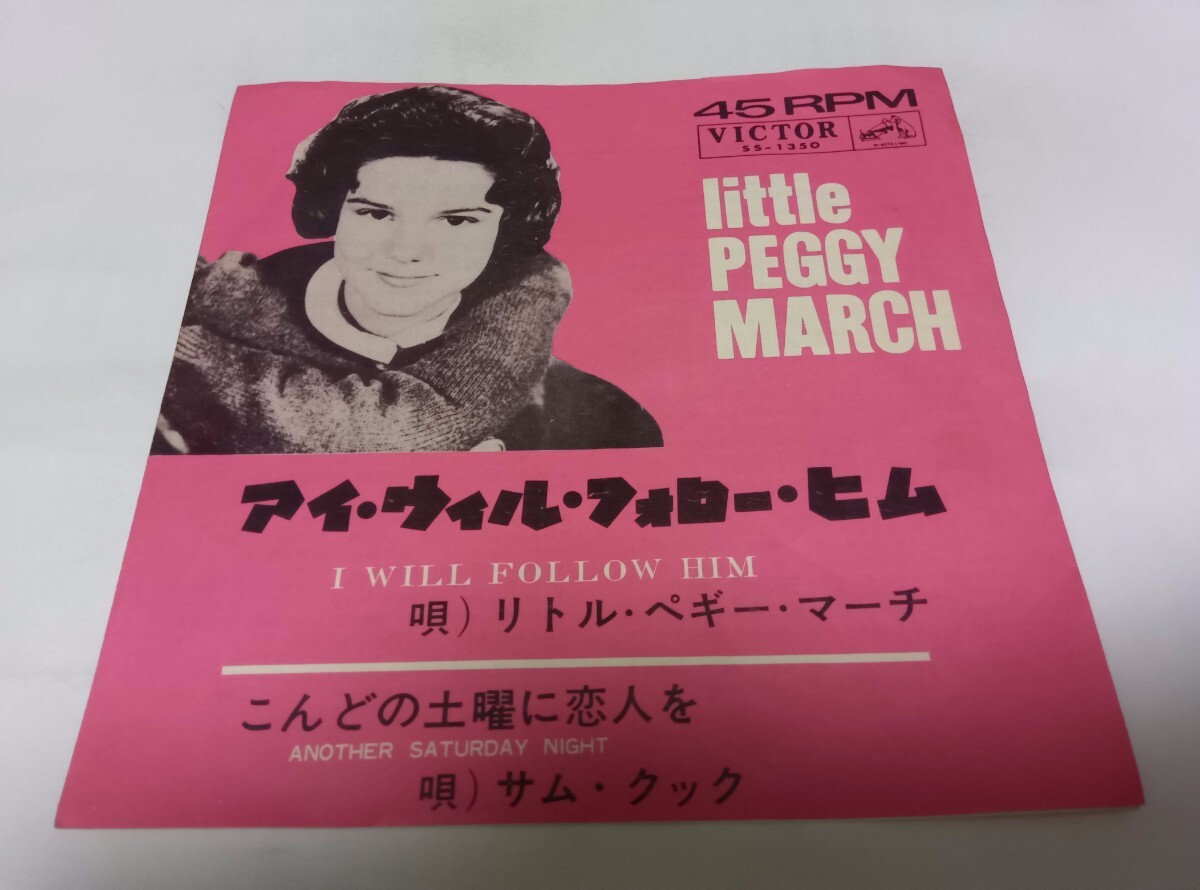 45 RPM
VICTOR
SS-1350
little
PEGGY
MARCH
アイ・ウィル・フォロー・ヒム
I WILL FOLLOW HIM
唄）リトル・ペギー・マーチ
こんどの土曜に恋人を
ANOTHER SATURDAY NIGHT
唄）サム・クック